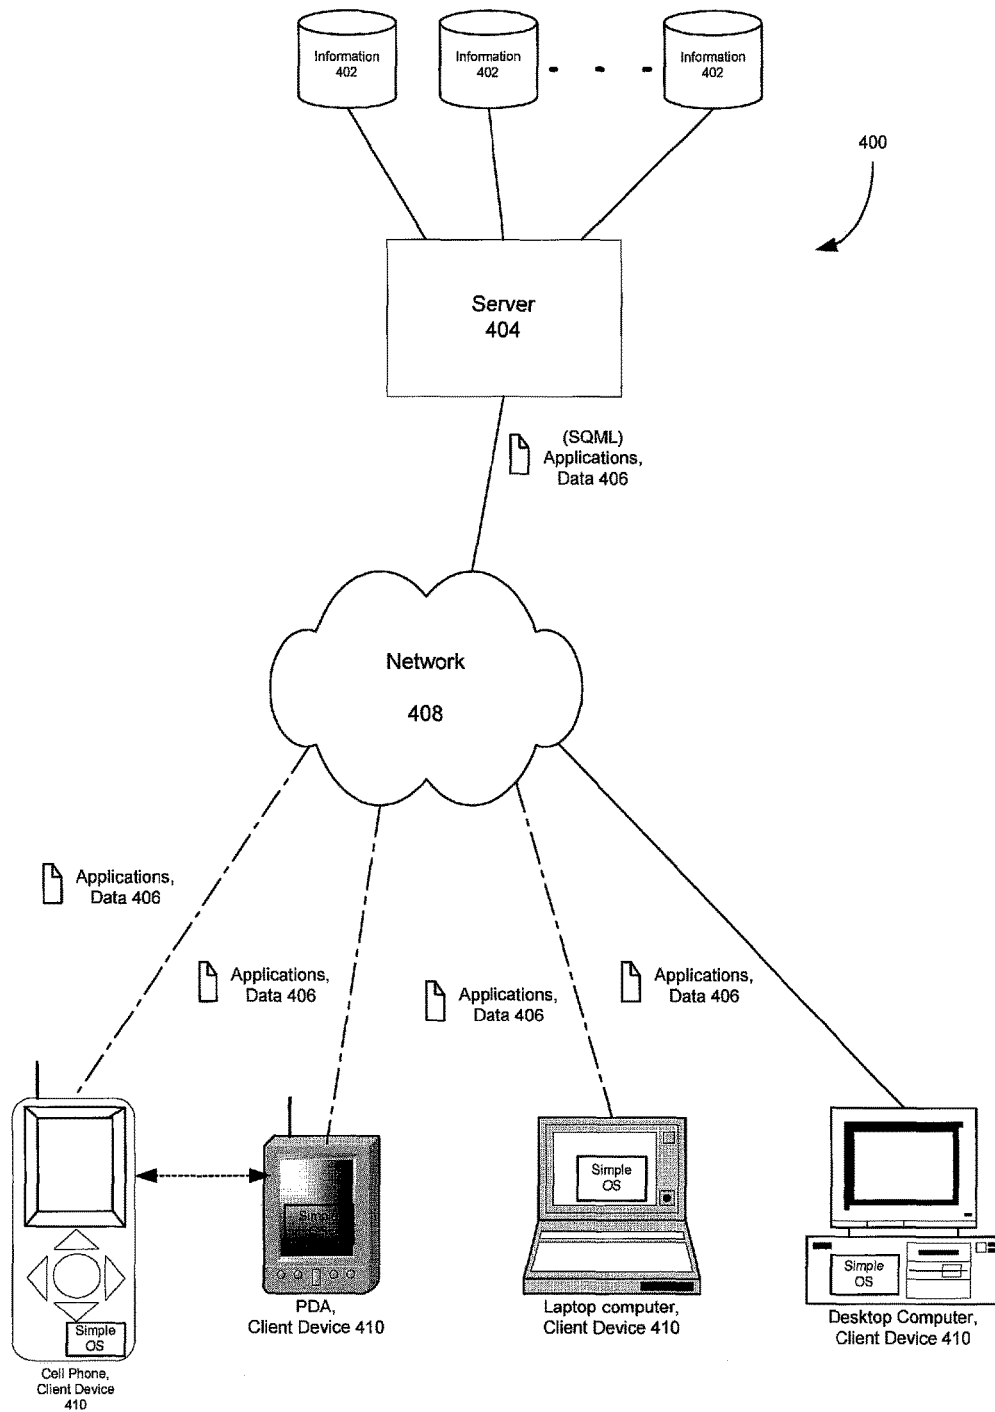 Information
402
Information
402
Information
402
400
Server
404
(SQML)
Applications,
Data 406
Network
408
Applications,
Data 406
Applications,
Data 406
Applications,
Data 406
Applications,
Data 406
Simple
OS
Simple
Simple
OS
Simple
OS
PDA,
Client Device 410
Laptop computer,
Client Device 410
Desktop Computer,
Client Device 410
Cell Phone,
Client Device
410